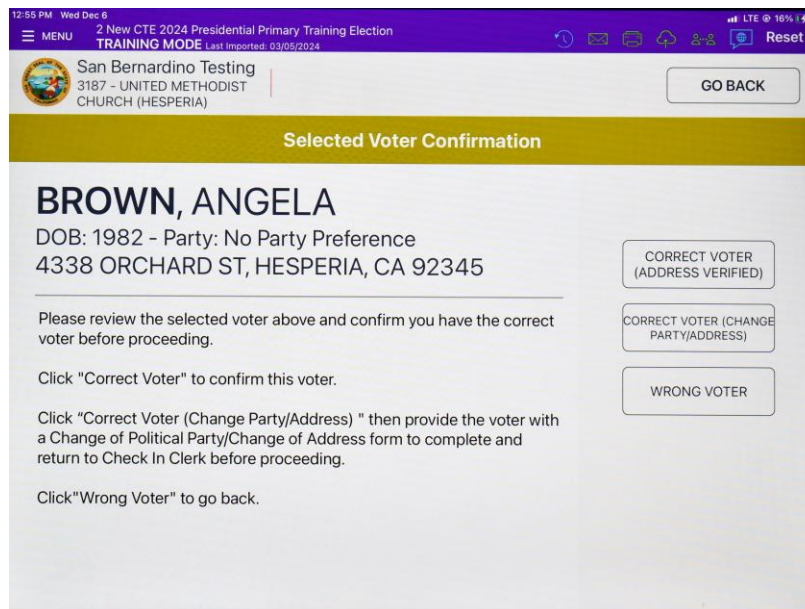 12:55 PM Wed Dec 6
LTE 16%
MENU
2 New CTE 2024 Presidential Primary Training Election
TRAINING MODE Last Imported: 03/05/2024
Reset
San Bernardino Testing
3187 - UNITED METHODIST
CHURCH (HESPERIA)
GO BACK
Selected Voter Confirmation
BROWN, ANGELA
DOB: 1982 - Party: No Party Preference
4338 ORCHARD ST, HESPERIA, CA 92345
Please review the selected voter above and confirm you have the correct
voter before proceeding.
Click "Correct Voter" to confirm this voter.
Click “Correct Voter (Change Party/Address) " then provide the voter with
a Change of Political Party/Change of Address form to complete and
return to Check In Clerk before proceeding.
Click"Wrong Voter" to go back.
CORRECT VOTER
(ADDRESS VERIFIED)
CORRECT VOTER (CHANGE
PARTY/ADDRESS)
WRONG VOTER